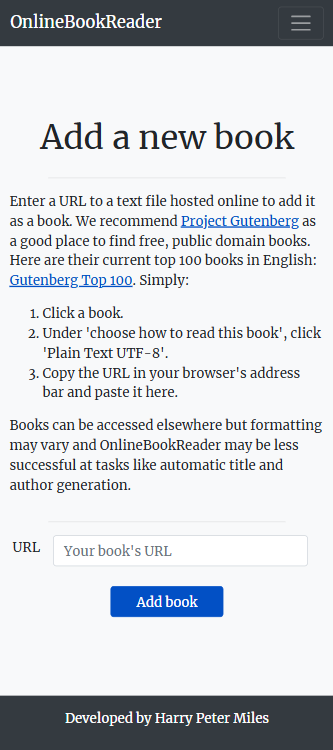 OnlineBookReader
Add a new book
Enter a URL to a text file hosted online to add it
as a book. We recommend Project Gutenberg as
a good place to find free, public domain books.
Here are their current top 100 books in English:
Gutenberg Top 100. Simply:
1. Click a book.
2. Under 'choose how to read this book', click
'Plain Text UTF-8'.
3. Copy the URL in your browser's address
bar and paste it here.
Books can be accessed elsewhere but formatting
may vary and OnlineBookReader may be less
successful at tasks like automatic title and
author generation.
URL Your book's URL
Add book
Developed by Harry Peter Miles